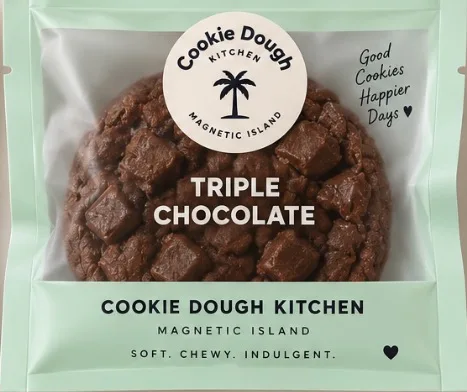 Cookie Dough
KITCHEN
MAGNETIC ISLAND
Good
Cookies
Happier
Days ♥
TRIPLE
CHOCOLATE
COOKIE DOUGH KITCHEN
MAGNETIC ISLAND
SOFT. CHEWY. INDULGENT. ♥